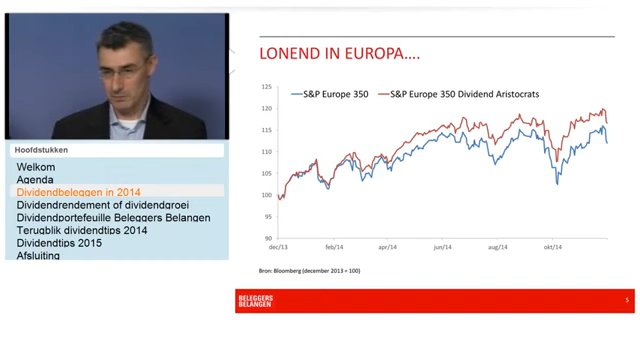 Hoofdstukken
Welkom
Agenda
Dividendbeleggen in 2014
Dividendrendement of dividendgroei
Dividendportefeuille Beleggers Belangen
Terugblik dividendtips 2014
Dividendtips 2015
Afsluiting
LONEND IN EUROPA....
S&P Europe 350
S&P Europe 350 Dividend Aristocrats
125
120
115
110
105
100
95
90
dec/13 feb/14 apr/14 jun/14 aug/14 okt/14
Bron: Bloomberg (december 2013 = 100)
BELEGGERS
BELANGEN
5